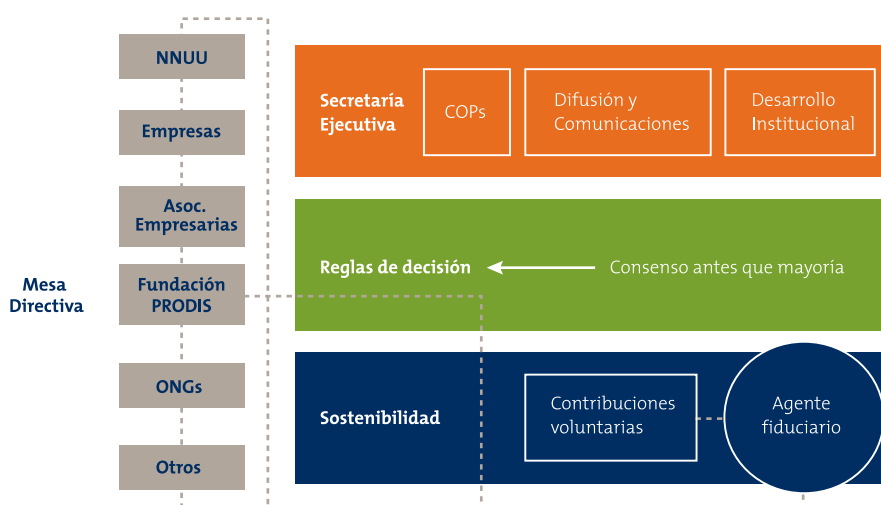 Mesa
Directiva
NNUU
Empresas
Asoc.
Empresarias
Fundación
PRODIS
ONGs
Otros
Secretaría
Ejecutiva
COPs
Difusión y
Comunicaciones
Desarrollo
Institucional
Reglas de decisión
Consenso antes que mayoría
Sostenibilidad
Contribuciones
voluntarias
Agente
fiduciario